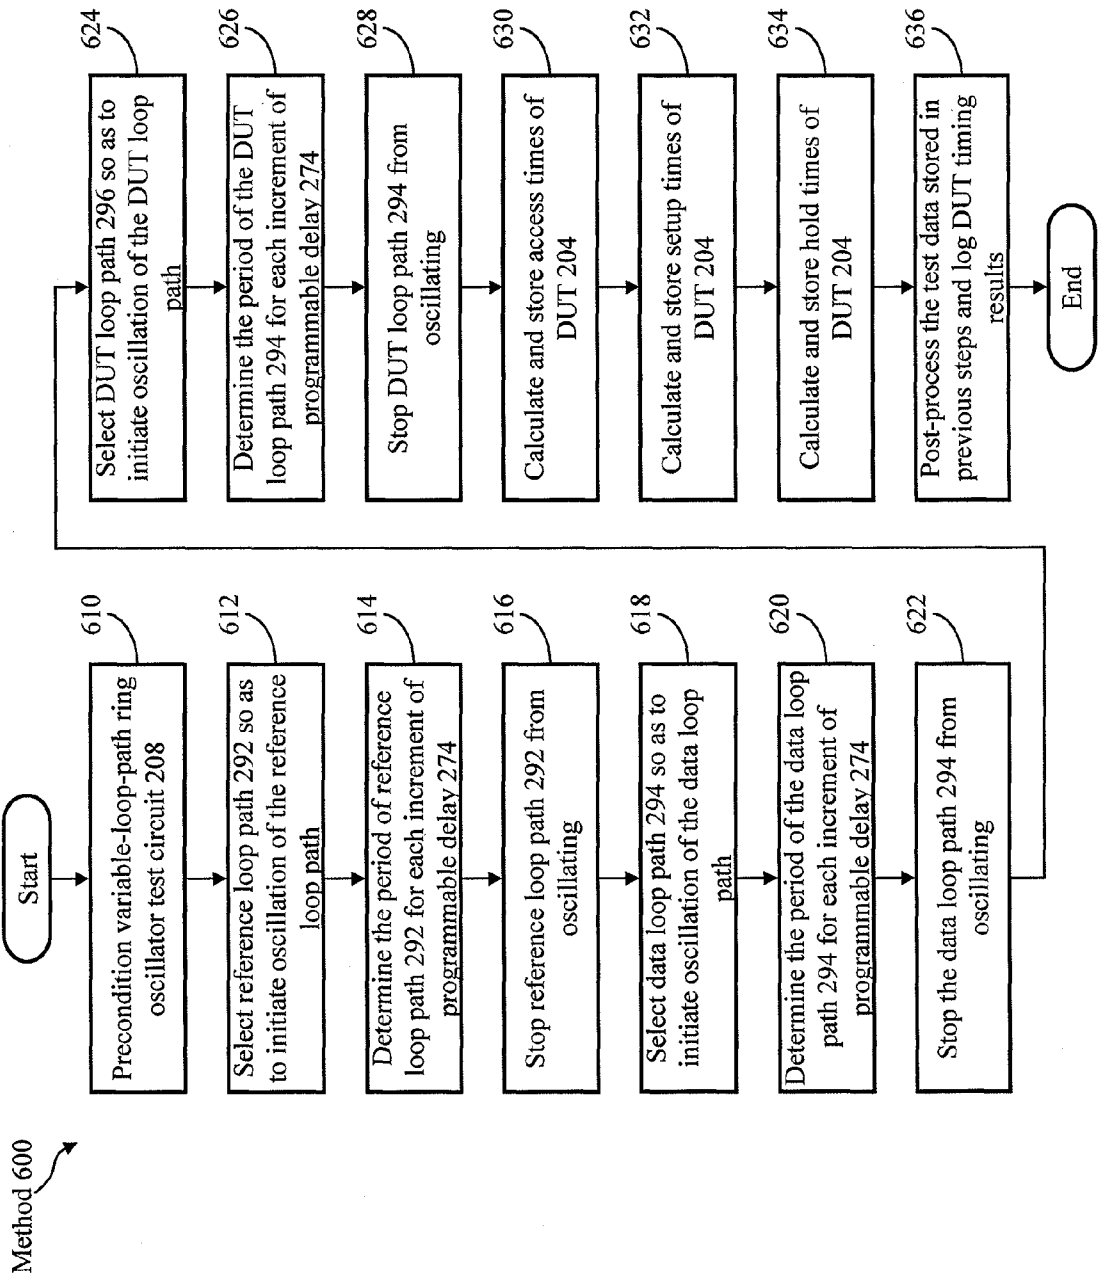 Method 600
Start
610
Precondition variable-loop-path ring
oscillator test circuit 208
612
Select reference loop path 292 so as
to initiate oscillation of the reference
loop path
614
Determine the period of reference
loop path 292 for each increment of
programmable delay 274
616
Stop reference loop path 292 from
oscillating
618
Select data loop path 294 so as to
initiate oscillation of the data loop
path
620
Determine the period of the data loop
path 294 for each increment of
programmable delay 274
622
Stop the data loop path 294 from
oscillating
624
Select DUT loop path 296 so as to
initiate oscillation of the DUT loop
path
626
Determine the period of the DUT
loop path 294 for each increment of
programmable delay 274
628
Stop DUT loop path 294 from
oscillating
630
Calculate and store access times of
DUT 204
632
Calculate and store setup times of
DUT 204
634
Calculate and store hold times of
DUT 204
636
Post-process the test data stored in
previous steps and log DUT timing
results
End